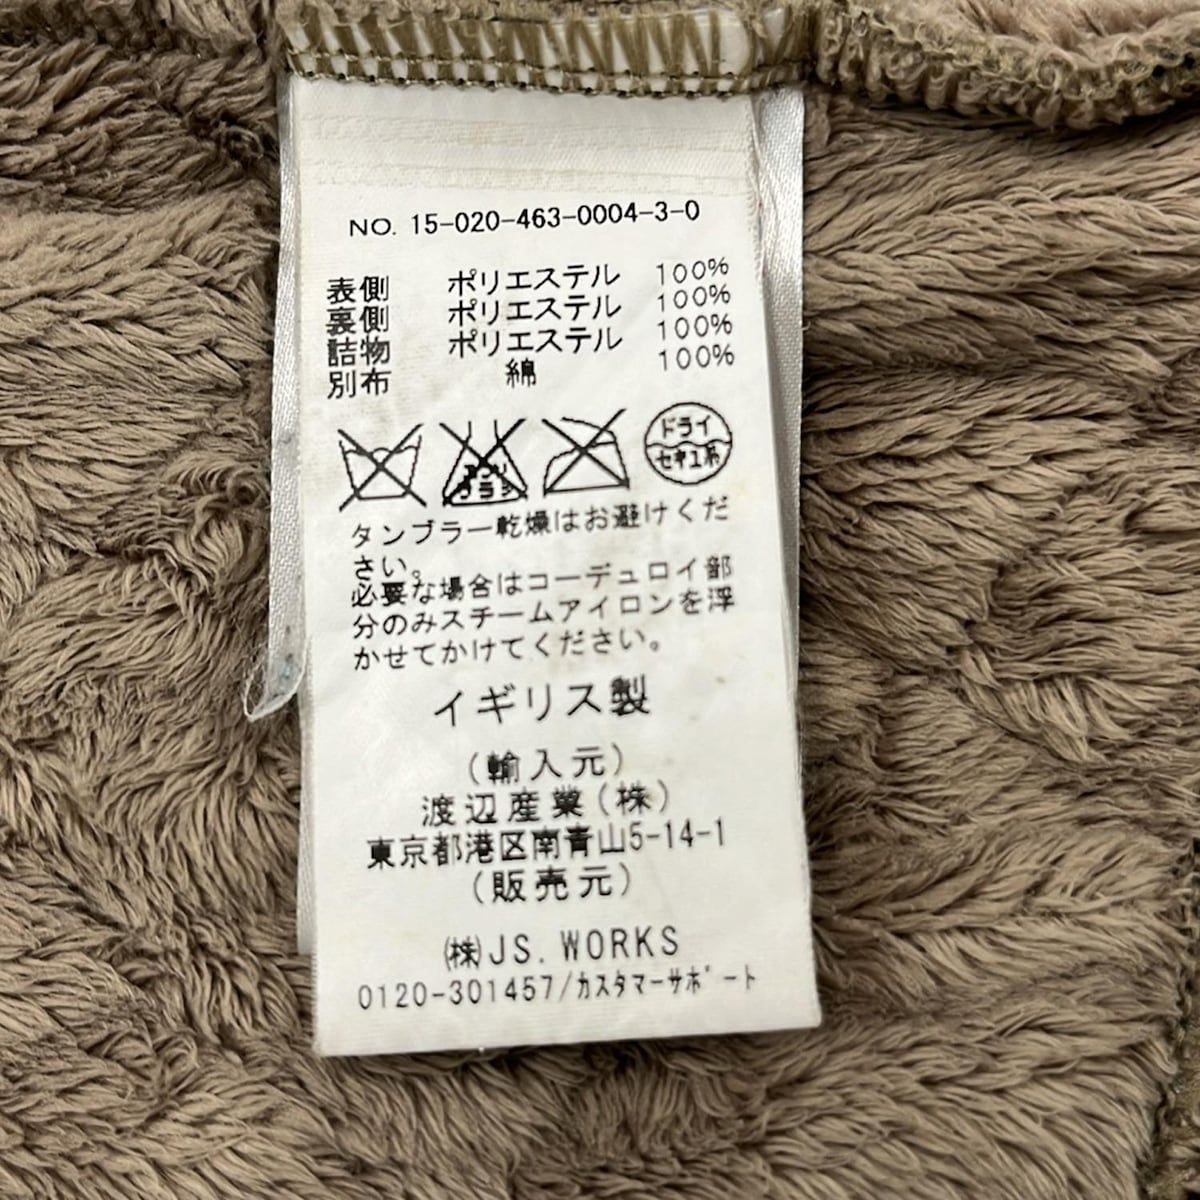 NO. 15-020-463-0004-3-0
表側 ポリエステル 100%
裏側 ポリエステル 100%
詰物 ポリエステル 100%
別布 綿 100%
エンソ ドライ
サラシ セキユ系
タンブラー乾燥はお避けくだ
さい。
必要な場合はコーデュロイ部
分のみスチームアイロンを浮
かせてかけてください。
イギリス製
(輸入元)
渡辺産業(株)
東京都港区南青山5-14-1
(販売元)
㈱JS. WORKS
0120-301457/カスタマーサポート